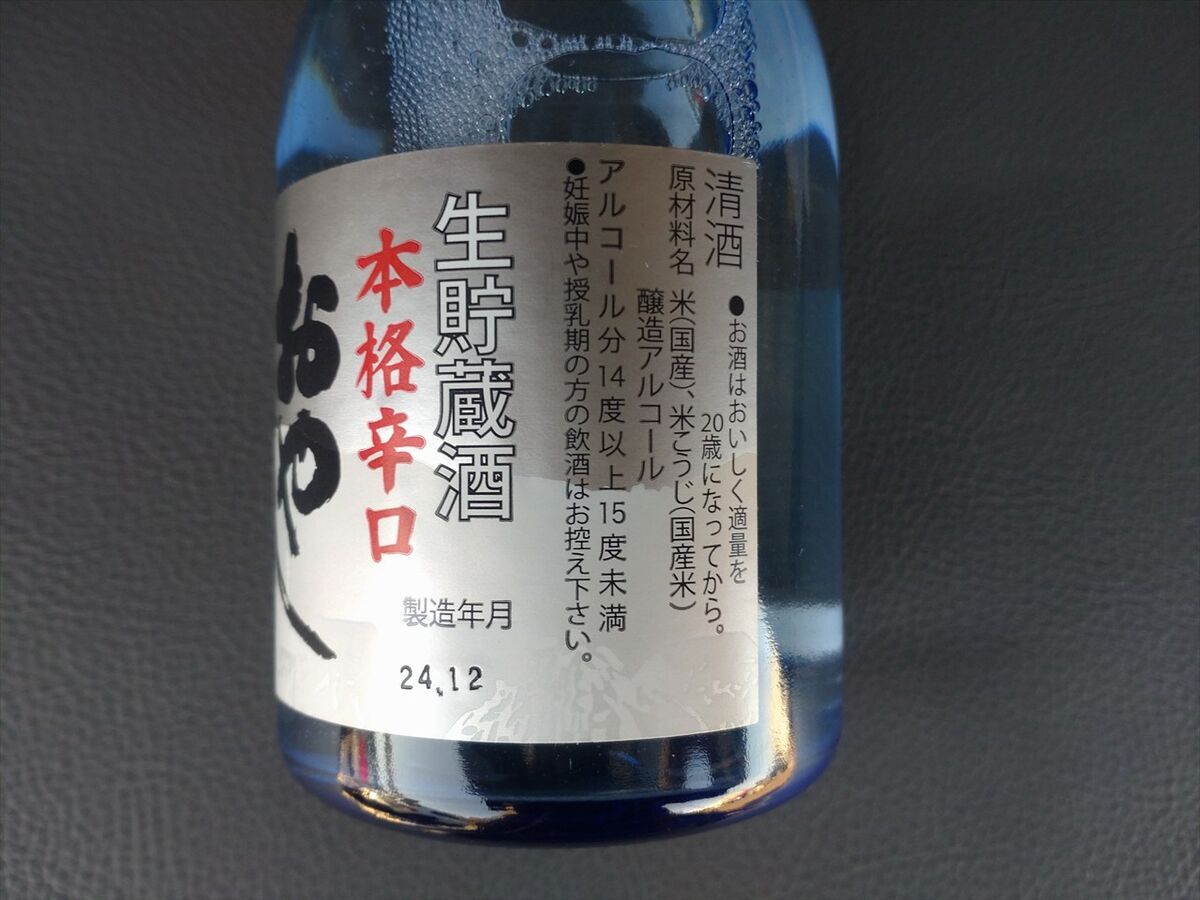 ●お酒はおいしく適量を
20歳になってから。
清酒
原材料名 米(国産)、米こうじ(国産米)
醸造アルコール
アルコール分14度以上15度未満
●妊娠中や授乳期の方の飲酒はお控え下さい。
生貯蔵酒
本格辛口
製造年月
24.12
おや